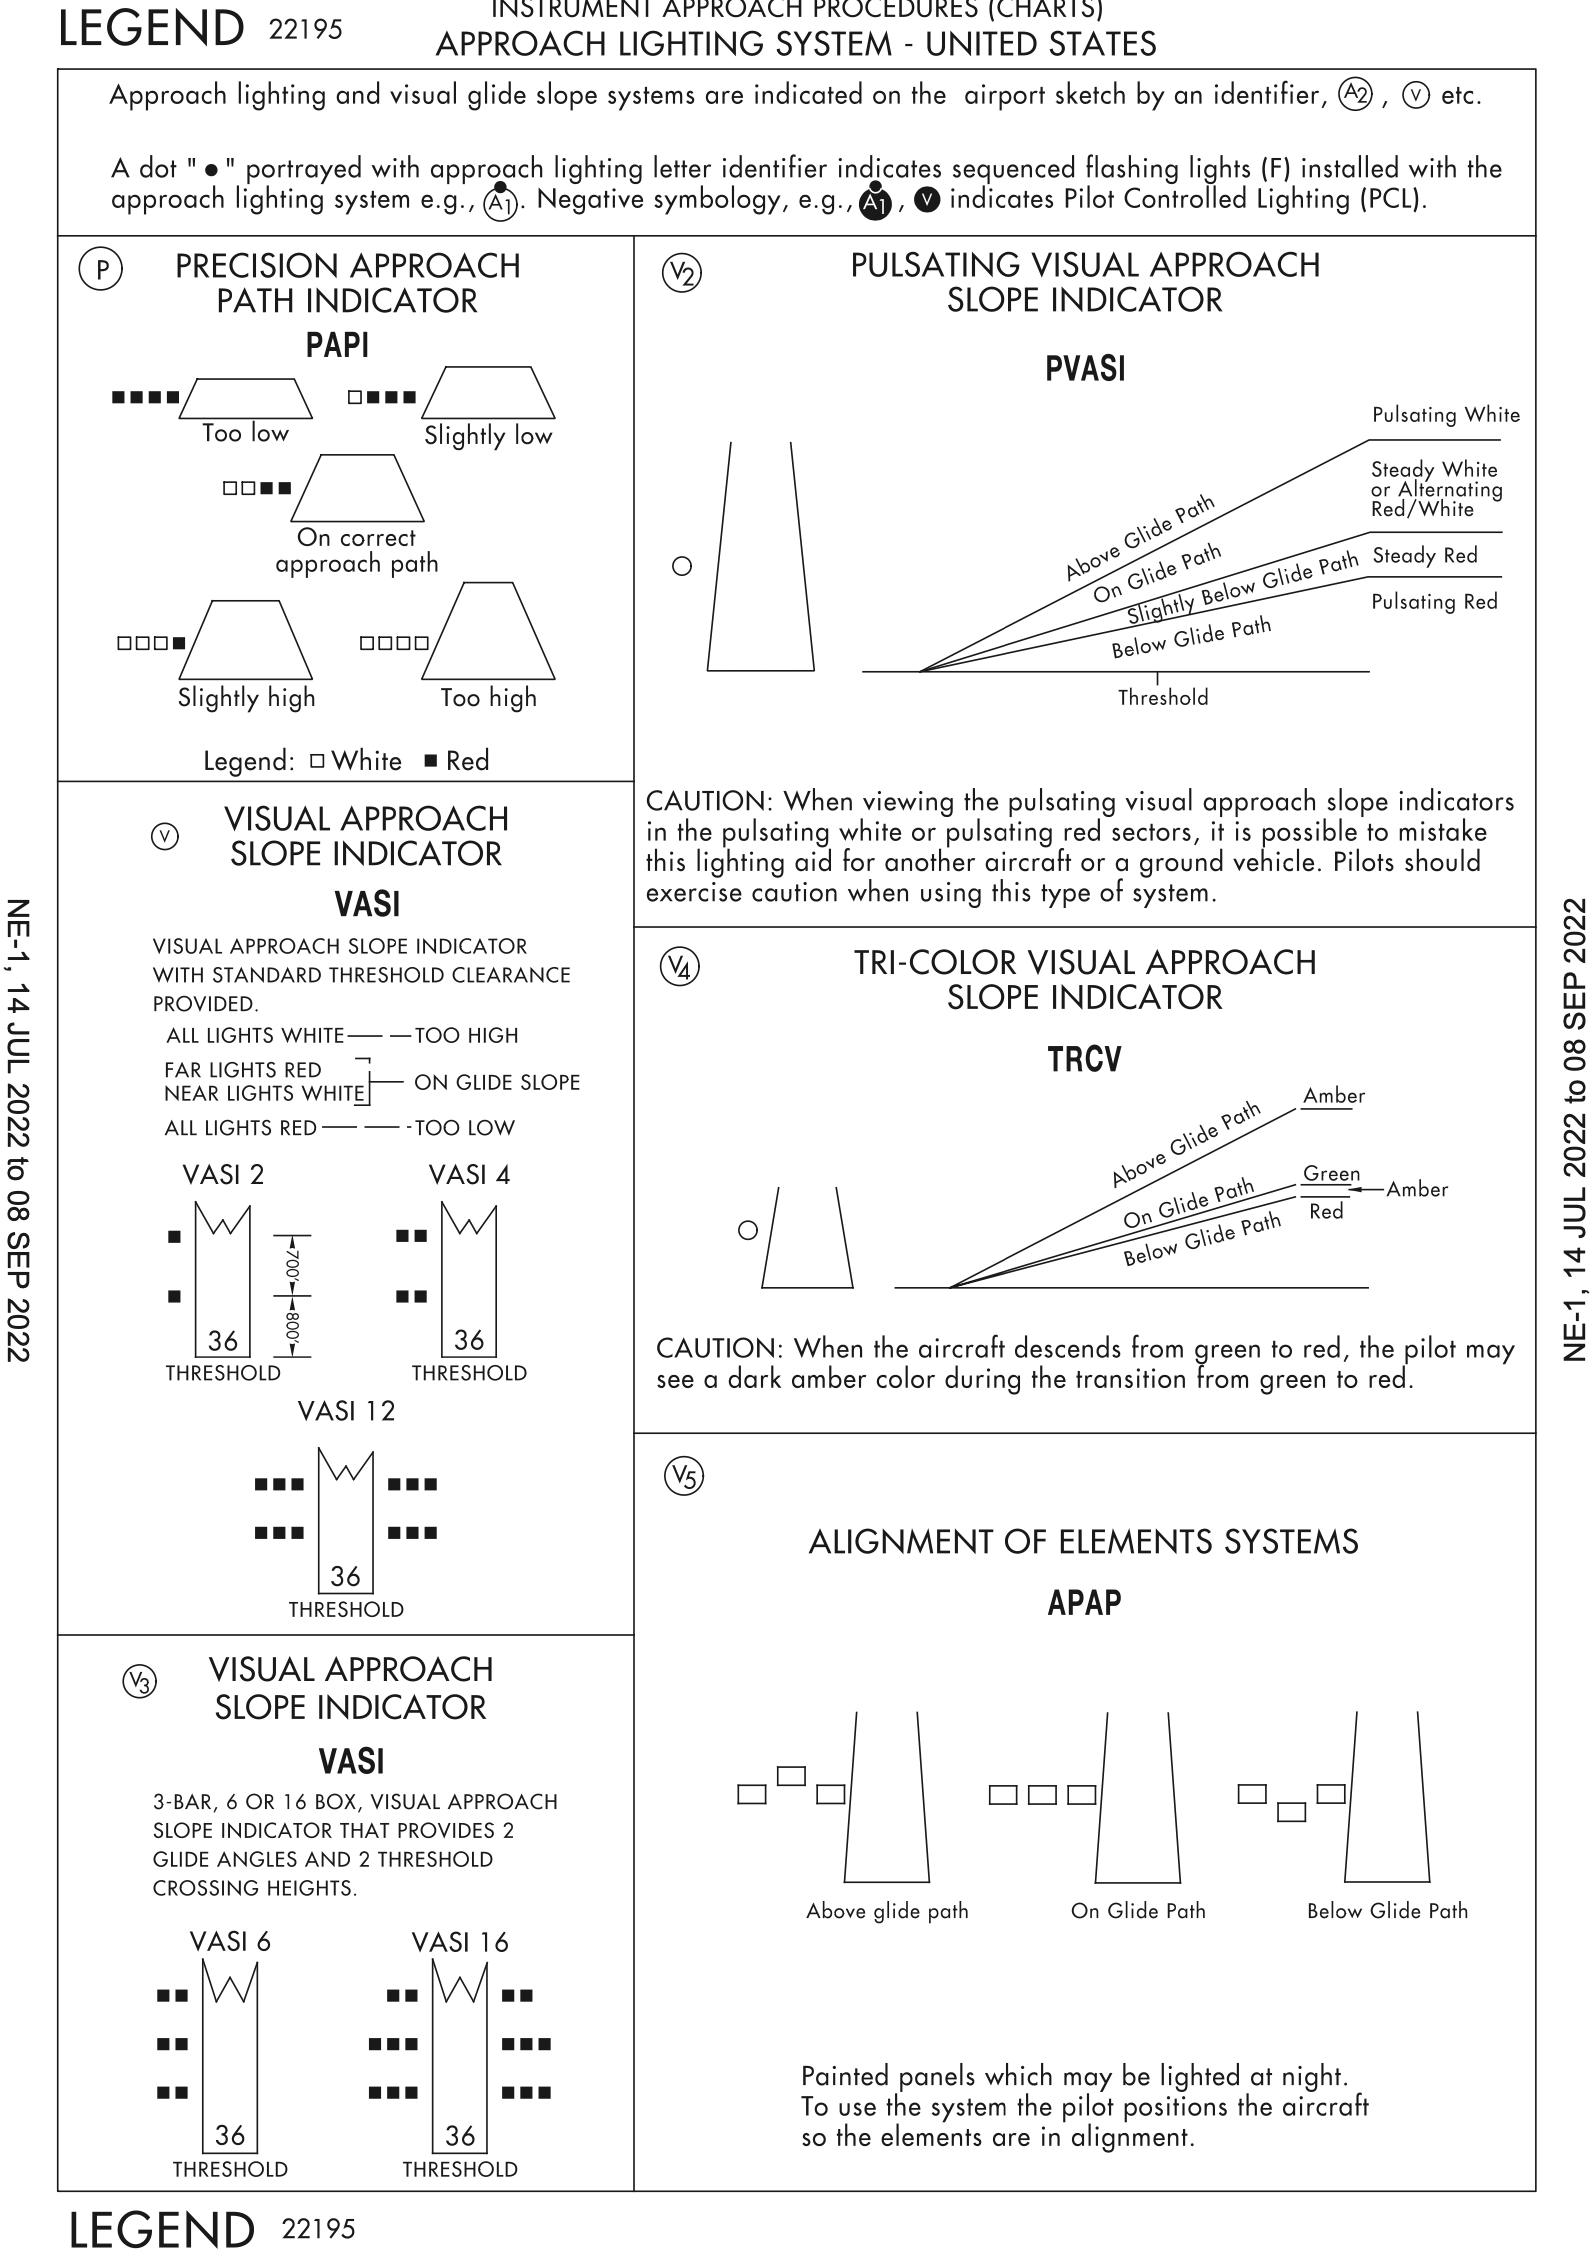 INSTRUMENT APPROACH PROCEDURES (CHARTS)
LEGEND 22195
APPROACH LIGHTING SYSTEM - UNITED STATES
Approach lighting and visual glide slope systems are indicated on the airport sketch by an identifier, A2 , V etc.
A dot " ● " portrayed with approach lighting letter identifier indicates sequenced flashing lights (F) installed with the
approach lighting system e.g., A1. Negative symbology, e.g., A1 , V indicates Pilot Controlled Lighting (PCL).
P
PRECISION APPROACH
PATH INDICATOR
PAPI
Too low
Slightly low
On correct
approach path
Slightly high
Too high
Legend: □ White ■ Red
V
VISUAL APPROACH
SLOPE INDICATOR
VASI
VISUAL APPROACH SLOPE INDICATOR
WITH STANDARD THRESHOLD CLEARANCE
PROVIDED.
ALL LIGHTS WHITE — — TOO HIGH
FAR LIGHTS RED
NEAR LIGHTS WHITE
ON GLIDE SLOPE
ALL LIGHTS RED — — - TOO LOW
VASI 2
VASI 4
700'
800'
36
36
THRESHOLD
THRESHOLD
VASI 12
36
THRESHOLD
V3
VISUAL APPROACH
SLOPE INDICATOR
VASI
3-BAR, 6 OR 16 BOX, VISUAL APPROACH
SLOPE INDICATOR THAT PROVIDES 2
GLIDE ANGLES AND 2 THRESHOLD
CROSSING HEIGHTS.
VASI 6
VASI 16
36
36
THRESHOLD
THRESHOLD
V2
PULSATING VISUAL APPROACH
SLOPE INDICATOR
PVASI
Pulsating White
Steady White
or Alternating
Red/White
Steady Red
Pulsating Red
Above Glide Path
On Glide Path
Slightly Below Glide Path
Below Glide Path
Threshold
CAUTION: When viewing the pulsating visual approach slope indicators
in the pulsating white or pulsating red sectors, it is possible to mistake
this lighting aid for another aircraft or a ground vehicle. Pilots should
exercise caution when using this type of system.
V4
TRI-COLOR VISUAL APPROACH
SLOPE INDICATOR
TRCV
Amber
Green
Amber
Red
Above Glide Path
On Glide Path
Below Glide Path
CAUTION: When the aircraft descends from green to red, the pilot may
see a dark amber color during the transition from green to red.
V5
ALIGNMENT OF ELEMENTS SYSTEMS
APAP
Above glide path
On Glide Path
Below Glide Path
Painted panels which may be lighted at night.
To use the system the pilot positions the aircraft
so the elements are in alignment.
LEGEND 22195
NE-1, 14 JUL 2022 to 08 SEP 2022
NE-1, 14 JUL 2022 to 08 SEP 2022